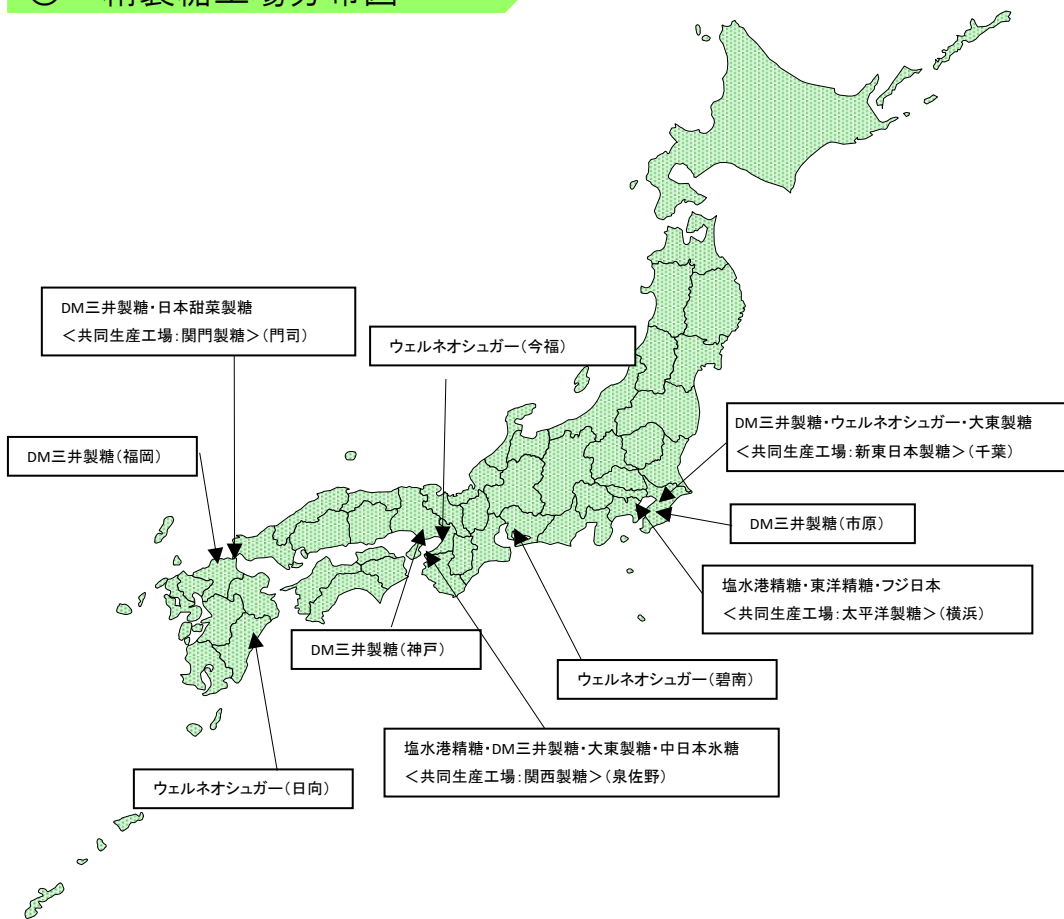 精製糖工場分布図
DM三井製糖・日本甜菜製糖
＜共同生産工場：関門製糖＞（門司）
ウェルネオシュガー（今福）
DM三井製糖・ウェルネオシュガー・大東製糖
＜共同生産工場：新東日本製糖＞（千葉）
DM三井製糖（福岡）
DM三井製糖（市原）
塩水港精糖・東洋精糖・フジ日本
＜共同生産工場：太平洋製糖＞（横浜）
DM三井製糖（神戸）
ウェルネオシュガー（碧南）
塩水港精糖・DM三井製糖・大東製糖・中日本氷糖
＜共同生産工場：関西製糖＞（泉佐野）
ウェルネオシュガー（日向）